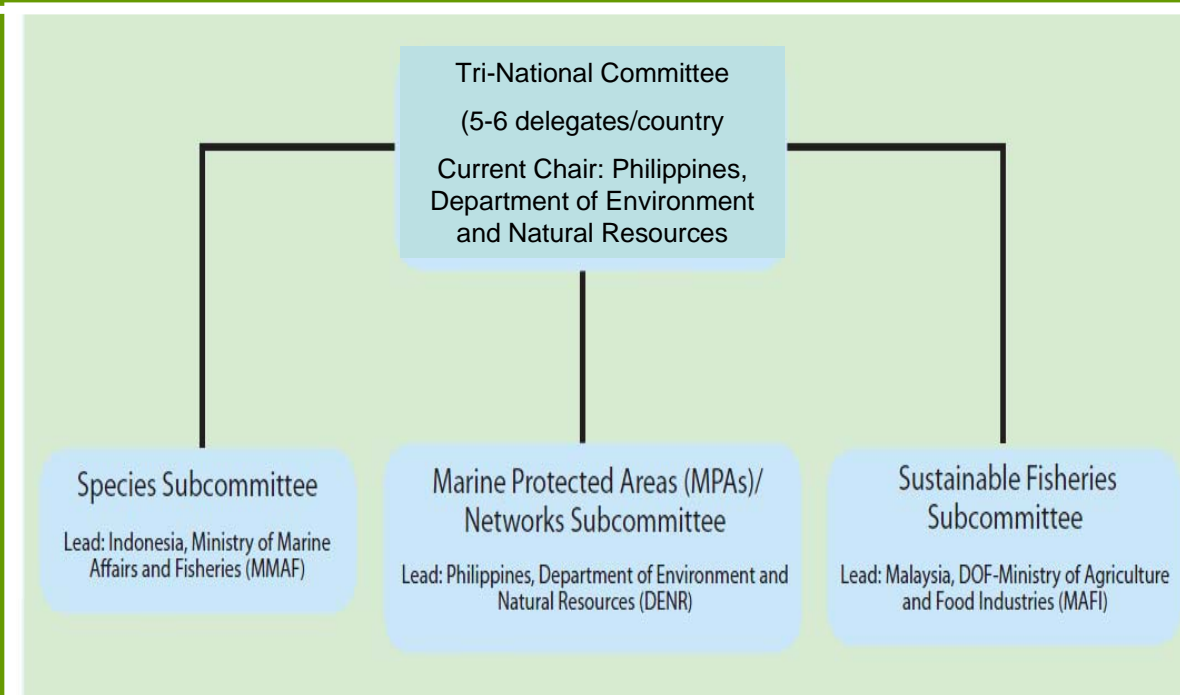 Tri-National Committee
(5-6 delegates/country
Current Chair: Philippines,
Department of Environment
and Natural Resources
Species Subcommittee
Lead: Indonesia, Ministry of Marine
Affairs and Fisheries (MMAF)
Marine Protected Areas (MPAs)/
Networks Subcommittee
Lead: Philippines, Department of Environment and
Natural Resources (DENR)
Sustainable Fisheries
Subcommittee
Lead: Malaysia, DOF-Ministry of Agriculture
and Food Industries (MAFI)